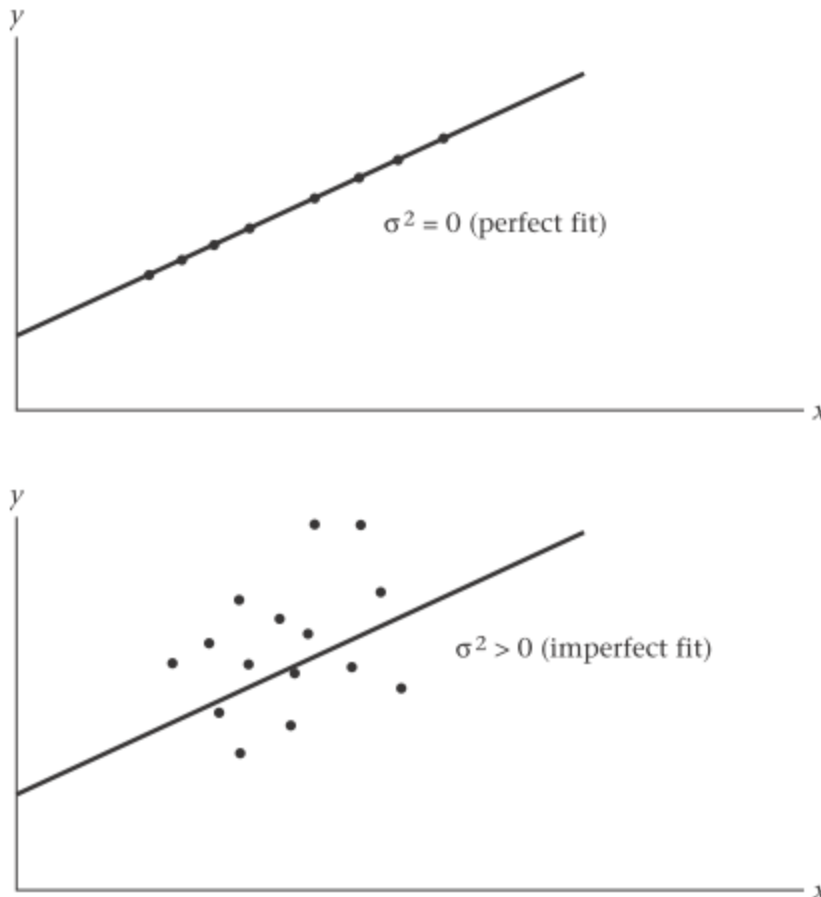 y
σ² = 0 (perfect fit)
x
y
σ² > 0 (imperfect fit)
x